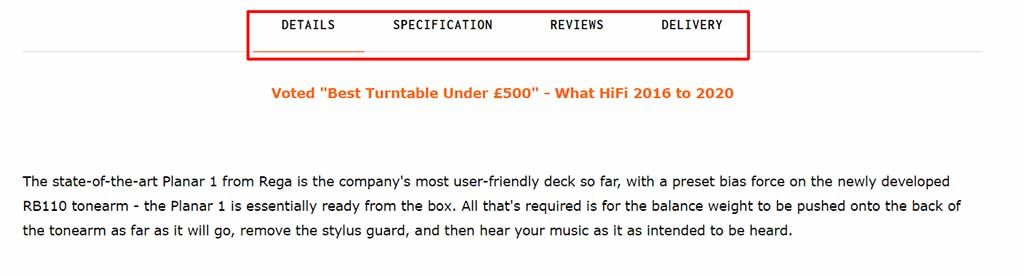 DETAILS SPECIFICATION REVIEWS DELIVERY
Voted "Best Turntable Under £500" - What HiFi 2016 to 2020
The state-of-the-art Planar 1 from Rega is the company's most user-friendly deck so far, with a preset bias force on the newly developed
RB110 tonearm - the Planar 1 is essentially ready from the box. All that's required is for the balance weight to be pushed onto the back of
the tonearm as far as it will go, remove the stylus guard, and then hear your music as it as intended to be heard.